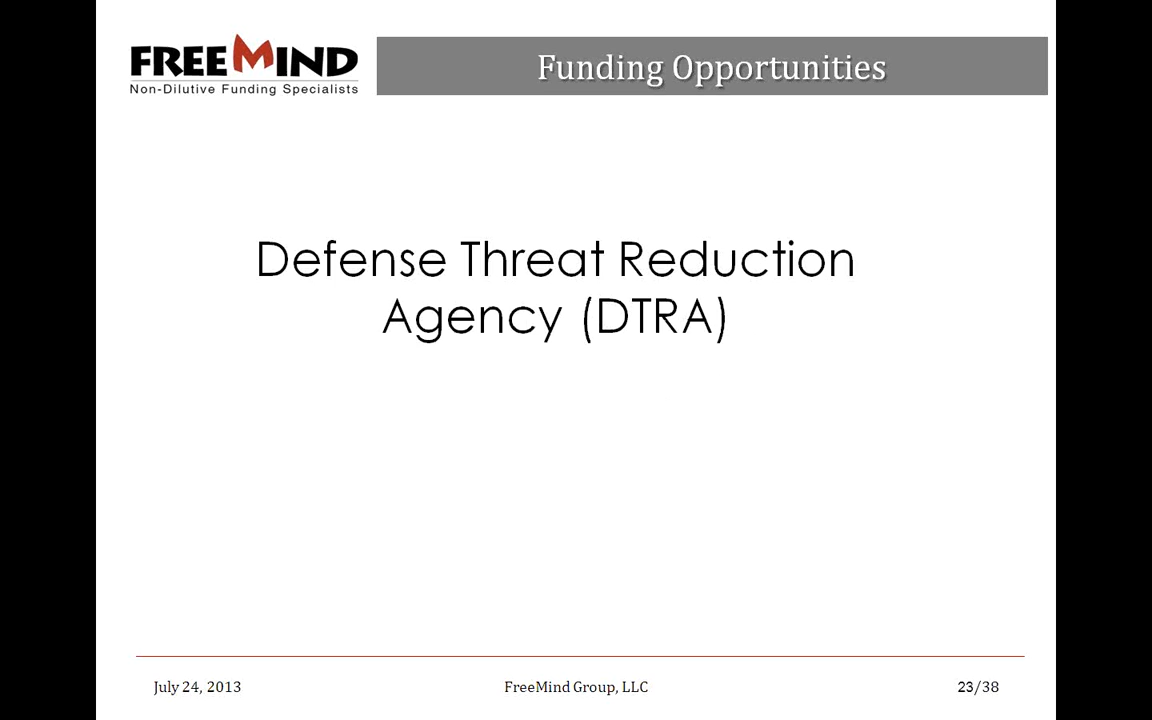 FREEMIND
Non-Dilutive Funding Specialists
Funding Opportunities
Defense Threat Reduction
Agency (DTRA)
July 24, 2013
FreeMind Group, LLC
23/38